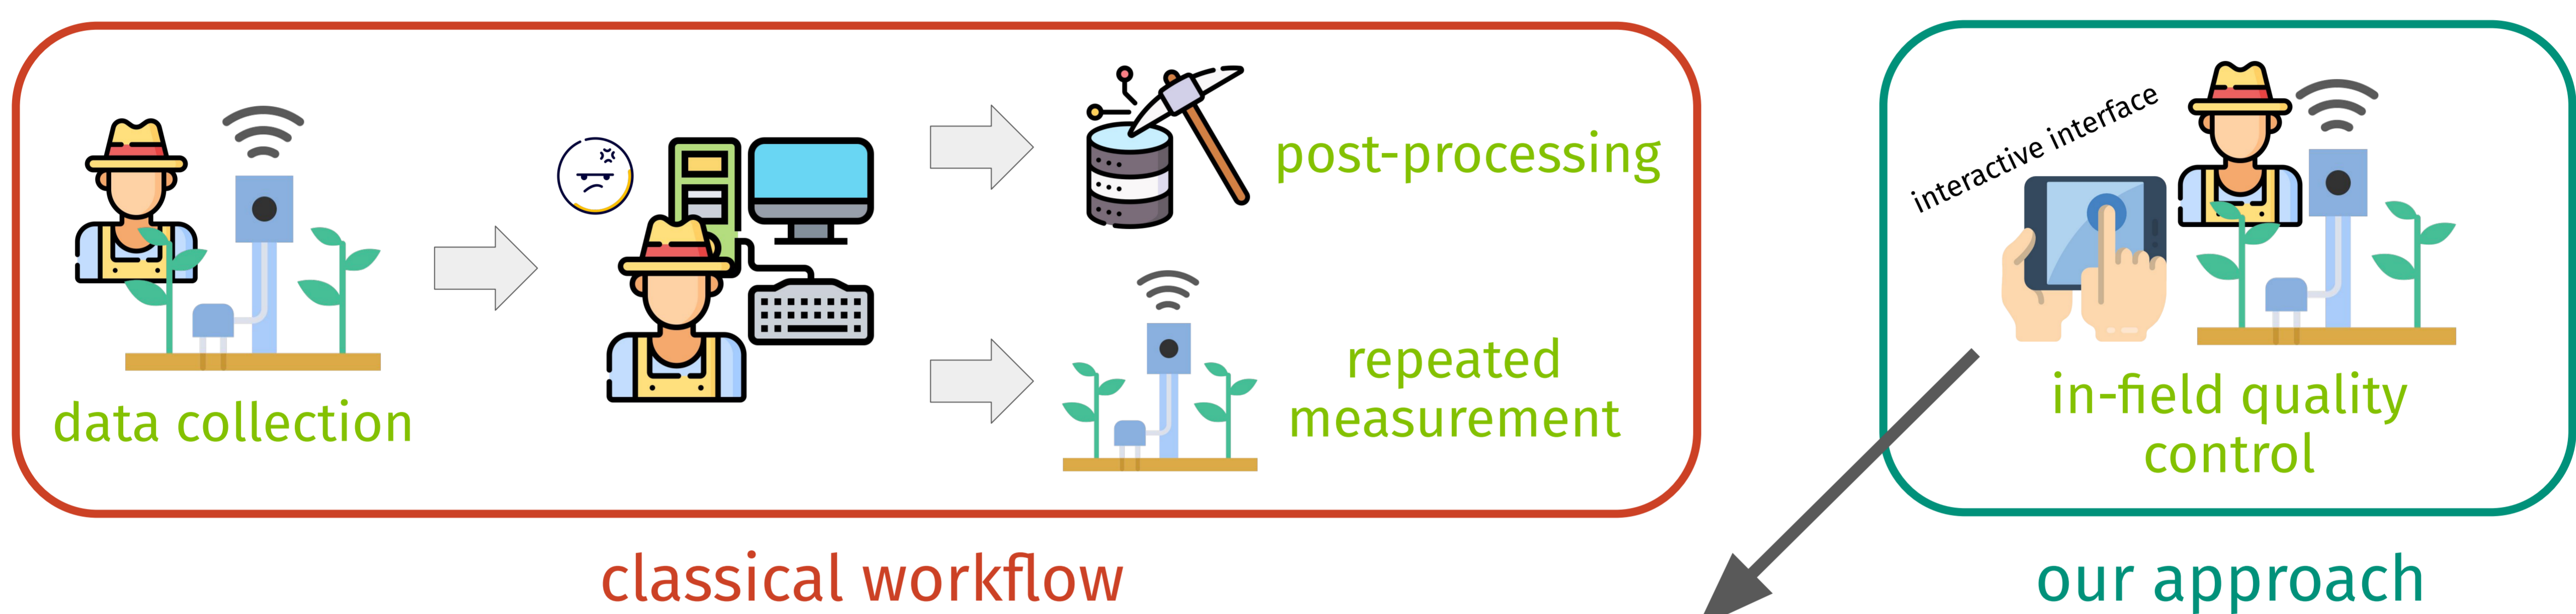 data collection
post-processing
repeated
measurement
classical workflow
interactive interface
in-field quality
control
our approach